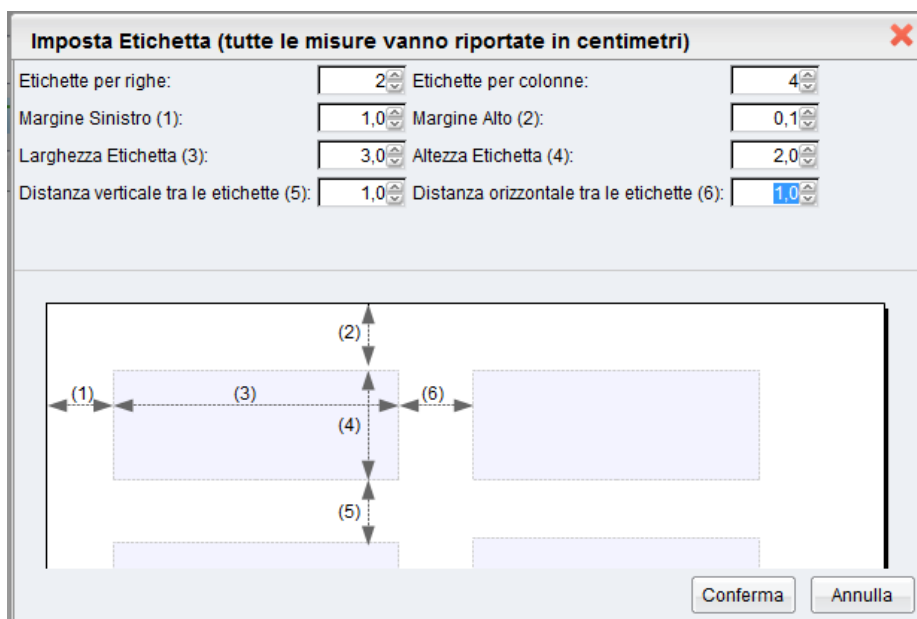 Imposta Etichetta (tutte le misure vanno riportate in centimetri)
Etichette per righe: 2 Etichette per colonne: 4
Margine Sinistro (1): 1,0 Margine Alto (2): 0,1
Larghezza Etichetta (3): 3,0 Altezza Etichetta (4): 2,0
Distanza verticale tra le etichette (5): 1,0 Distanza orizzontale tra le etichette (6): 1,0
(2)
(1) (3) (6)
(4)
(5)
Conferma Annulla